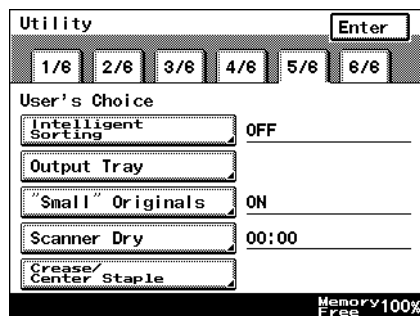 Utility
Enter
1/6 2/6 3/6 4/6 5/6 6/6
User's Choice
Intelligent
Sorting
OFF
Output Tray
"Small" Originals
ON
Scanner Dry
00:00
Crease/
Center Staple
Memory
Free
100%